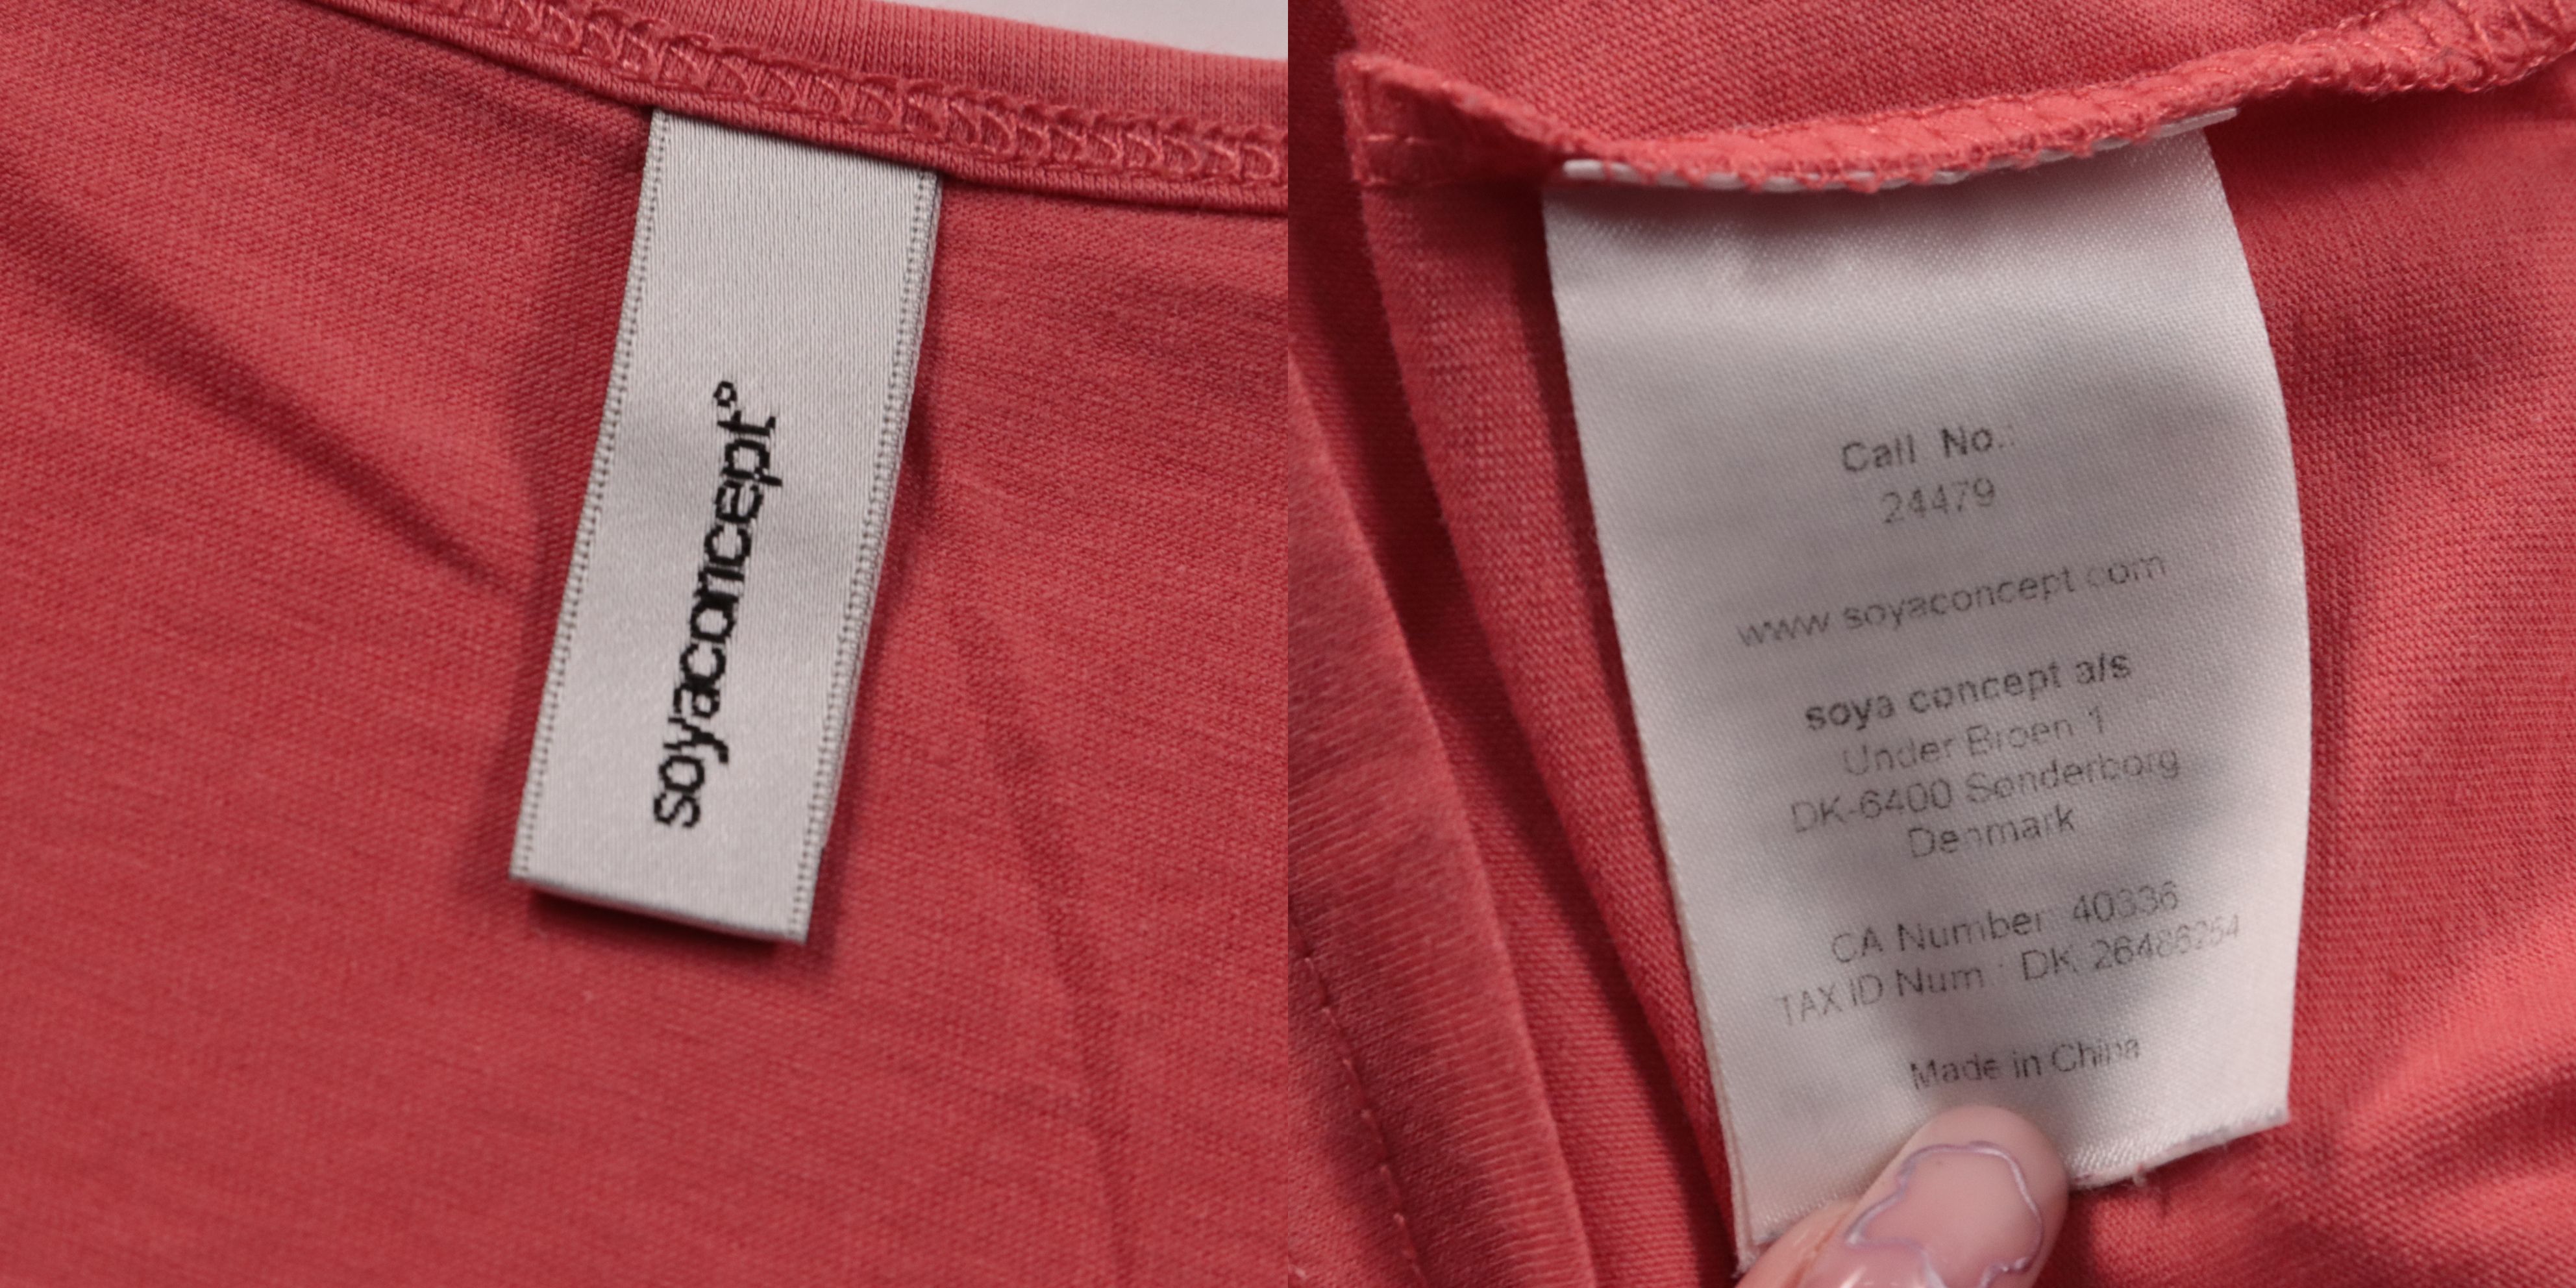 soyaconcept°
Call No.:
24479
www.soyaconcept.com
soya concept a/s
Under Broen 1
DK-6400 Sønderborg
Denmark
CA Number: 40336
TAX ID Num.: DK 26486254
Made in China